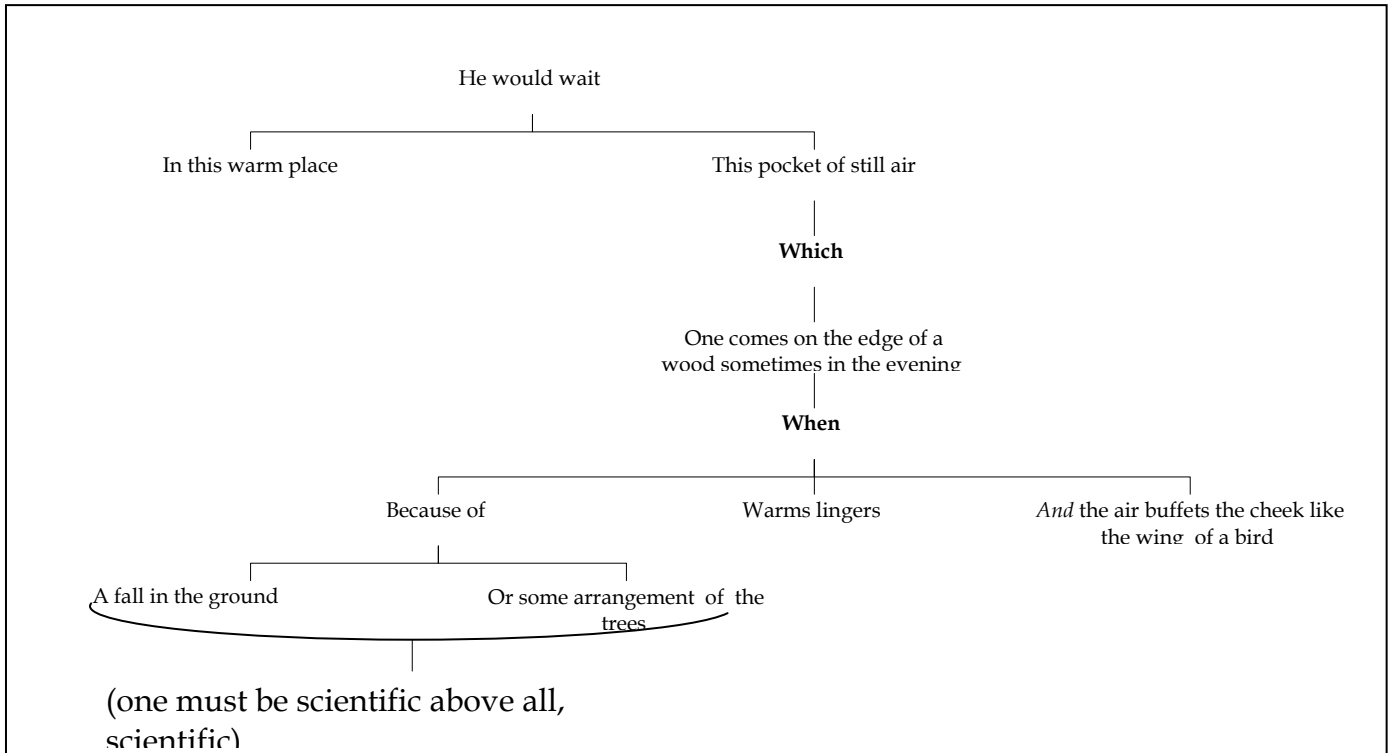 He would wait
In this warm place
This pocket of still air
Which
One comes on the edge of a
wood sometimes in the evening
When
Because of
Warms lingers
And the air buffets the cheek like
the wing of a bird
A fall in the ground
Or some arrangement of the
trees
(one must be scientific above all,
scientific)